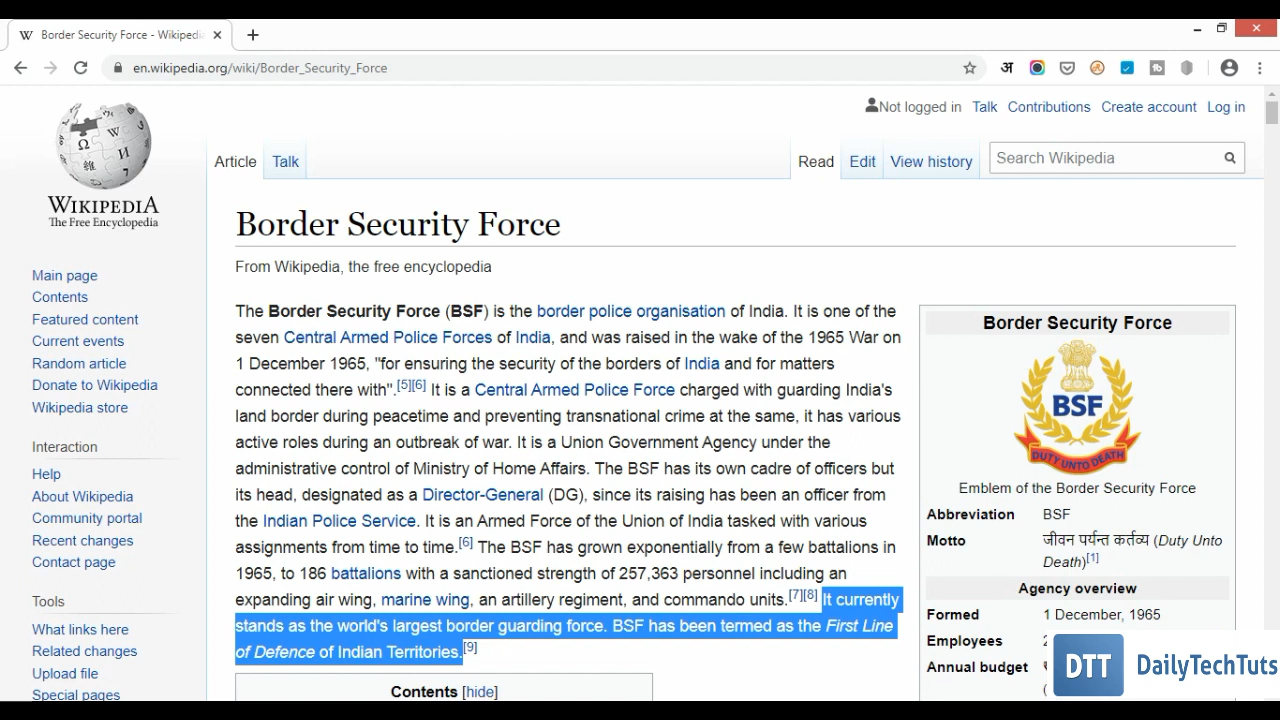 Border Security Force - Wikipedi
en.wikipedia.org/wiki/Border_Security_Force
अ
Not logged in Talk Contributions Create account Log in
Article Talk Read Edit View history Search Wikipedia
WIKIPEDIA
The Free Encyclopedia
Main page
Contents
Featured content
Current events
Random article
Donate to Wikipedia
Wikipedia store
Interaction
Help
About Wikipedia
Community portal
Recent changes
Contact page
Tools
What links here
Related changes
Upload file
Special pages
Border Security Force
From Wikipedia, the free encyclopedia
The Border Security Force (BSF) is the border police organisation of India. It is one of the
seven Central Armed Police Forces of India, and was raised in the wake of the 1965 War on
1 December 1965, "for ensuring the security of the borders of India and for matters
connected there with".[5][6] It is a Central Armed Police Force charged with guarding India's
land border during peacetime and preventing transnational crime at the same, it has various
active roles during an outbreak of war. It is a Union Government Agency under the
administrative control of Ministry of Home Affairs. The BSF has its own cadre of officers but
its head, designated as a Director-General (DG), since its raising has been an officer from
the Indian Police Service. It is an Armed Force of the Union of India tasked with various
assignments from time to time.[6] The BSF has grown exponentially from a few battalions in
1965, to 186 battalions with a sanctioned strength of 257,363 personnel including an
expanding air wing, marine wing, an artillery regiment, and commando units.[7][8] It currently
stands as the world's largest border guarding force. BSF has been termed as the First Line
of Defence of Indian Territories.[9]
Contents [hide]
Border Security Force
BSF
DUTY UNTO DEATH
Emblem of the Border Security Force
Abbreviation BSF
Motto जीवन पर्यन्त कर्तव्य (Duty Unto
Death)[1]
Agency overview
Formed 1 December, 1965
Employees
Annual budget
DTT DailyTechTuts